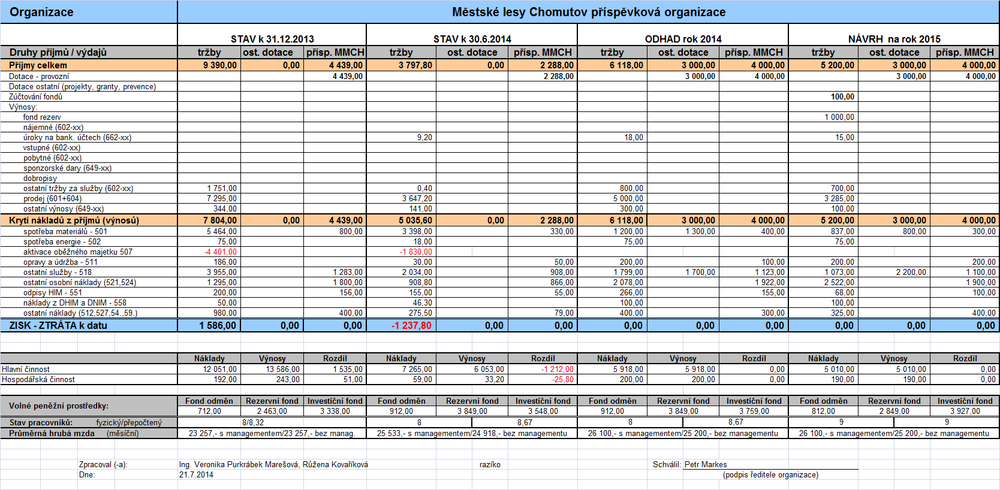 Organizace Městské lesy Chomutov příspěvková organizace
STAV k 31.12.2013 STAV k 30.6.2014 ODHAD rok 2014 NÁVRH na rok 2015
Druhy příjmů / výdajů tržby ost. dotace přísp. MMCH tržby ost. dotace přísp. MMCH tržby ost. dotace přísp. MMCH tržby ost. dotace přísp. MMCH
Příjmy celkem 9 390,00 0,00 4 439,00 3 797,80 0,00 2 288,00 6 118,00 3 000,00 4 000,00 5 200,00 3 000,00 4 000,00
Dotace - provozní 4 439,00 2 288,00 3 000,00 4 000,00 3 000,00 4 000,00
Dotace ostatní (projekty, granty, prevence)
Zúčtování fondů 100,00
Výnosy:
fond rezerv 1 000,00
nájemné (602-xx)
úroky na bank. účtech (662-xx) 9,20 18,00 15,00
vstupné (602-xx)
pobytné (602-xx)
sponzorské dary (649-xx)
dobropisy
ostatní tržby za služby (602-xx) 1 751,00 0,40 800,00 700,00
prodej (601+604) 7 295,00 3 647,20 5 000,00 3 285,00
ostatní výnosy (649-xx) 344,00 141,00 300,00 100,00
Krytí nákladů z příjmů (výnosů) 7 804,00 0,00 4 439,00 5 035,60 0,00 2 288,00 6 118,00 3 000,00 4 000,00 5 200,00 3 000,00 4 000,00
spotřeba materiálů - 501 5 464,00 800,00 3 398,00 330,00 1 200,00 1 300,00 400,00 837,00 800,00 300,00
spotřeba energie - 502 75,00 18,00 75,00 75,00
aktivace oběžného majetku 507 -4 401,00 -1 830,00
opravy a údržba - 511 186,00 30,00 50,00 200,00 100,00 200,00 200,00
ostatní služby - 518 3 955,00 1 283,00 2 034,00 908,00 1 799,00 1 700,00 1 123,00 1 073,00 2 200,00 1 100,00
ostatní osobní náklady (521,524) 1 295,00 1 800,00 908,80 866,00 2 078,00 1 922,00 2 522,00 1 900,00
odpisy HIM - 551 200,00 156,00 155,00 55,00 266,00 155,00 68,00 100,00
náklady z DHIM a DNIM - 558 50,00 46,30 100,00 100,00
ostatní náklady (512,527,54.,59.) 980,00 400,00 275,50 79,00 400,00 300,00 325,00 400,00
ZISK - ZTRÁTA k datu 1 586,00 0,00 0,00 -1 237,80 0,00 0,00 0,00 0,00 0,00 0,00 0,00 0,00
Náklady Výnosy Rozdíl Náklady Výnosy Rozdíl Náklady Výnosy Rozdíl Náklady Výnosy Rozdíl
Hlavní činnost 12 051,00 13 586,00 1 535,00 7 265,00 6 053,00 -1 212,00 5 918,00 5 918,00 0,00 5 010,00 5 010,00 0,00
Hospodářská činnost 192,00 243,00 51,00 59,00 33,20 -25,80 200,00 200,00 0,00 190,00 190,00 0,00
Volné peněžní prostředky: Fond odměn Rezervní fond Investiční fond Fond odměn Rezervní fond Investiční fond Fond odměn Rezervní fond Investiční fond Fond odměn Rezervní fond Investiční fond
712,00 2 463,00 3 338,00 912,00 3 849,00 3 548,00 912,00 3 849,00 3 759,00 812,00 2 849,00 3 927,00
Stav pracovníků: fyzický/přepočtený 8/8,32 8 8,67 8 8,67 9 9
Průměrná hrubá mzda (měsíční) 23 257,- s managementem/23 257,- bez manag. 25 533,- s managementem/24 918,- bez managementu 26 100,- s managementem/25 200,- bez managementu 26 100,- s managementem/25 200,- bez managementu
Zpracoval (-a): Ing. Veronika Purkrábek Marešová, Růžena Kovaříková razíko Schválil: Petr Markes
Dne: 21.7.2014 (podpis ředitele organizace)